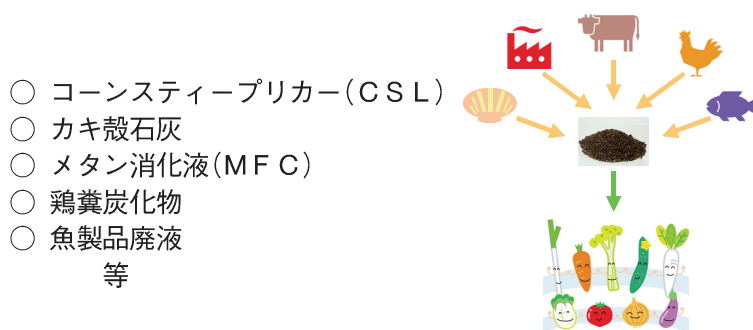 ○ コーンスティープリカー(ＣＳＬ)
○ カキ殻石灰
○ メタン消化液(ＭＦＣ)
○ 鶏糞炭化物
○ 魚製品廃液
等